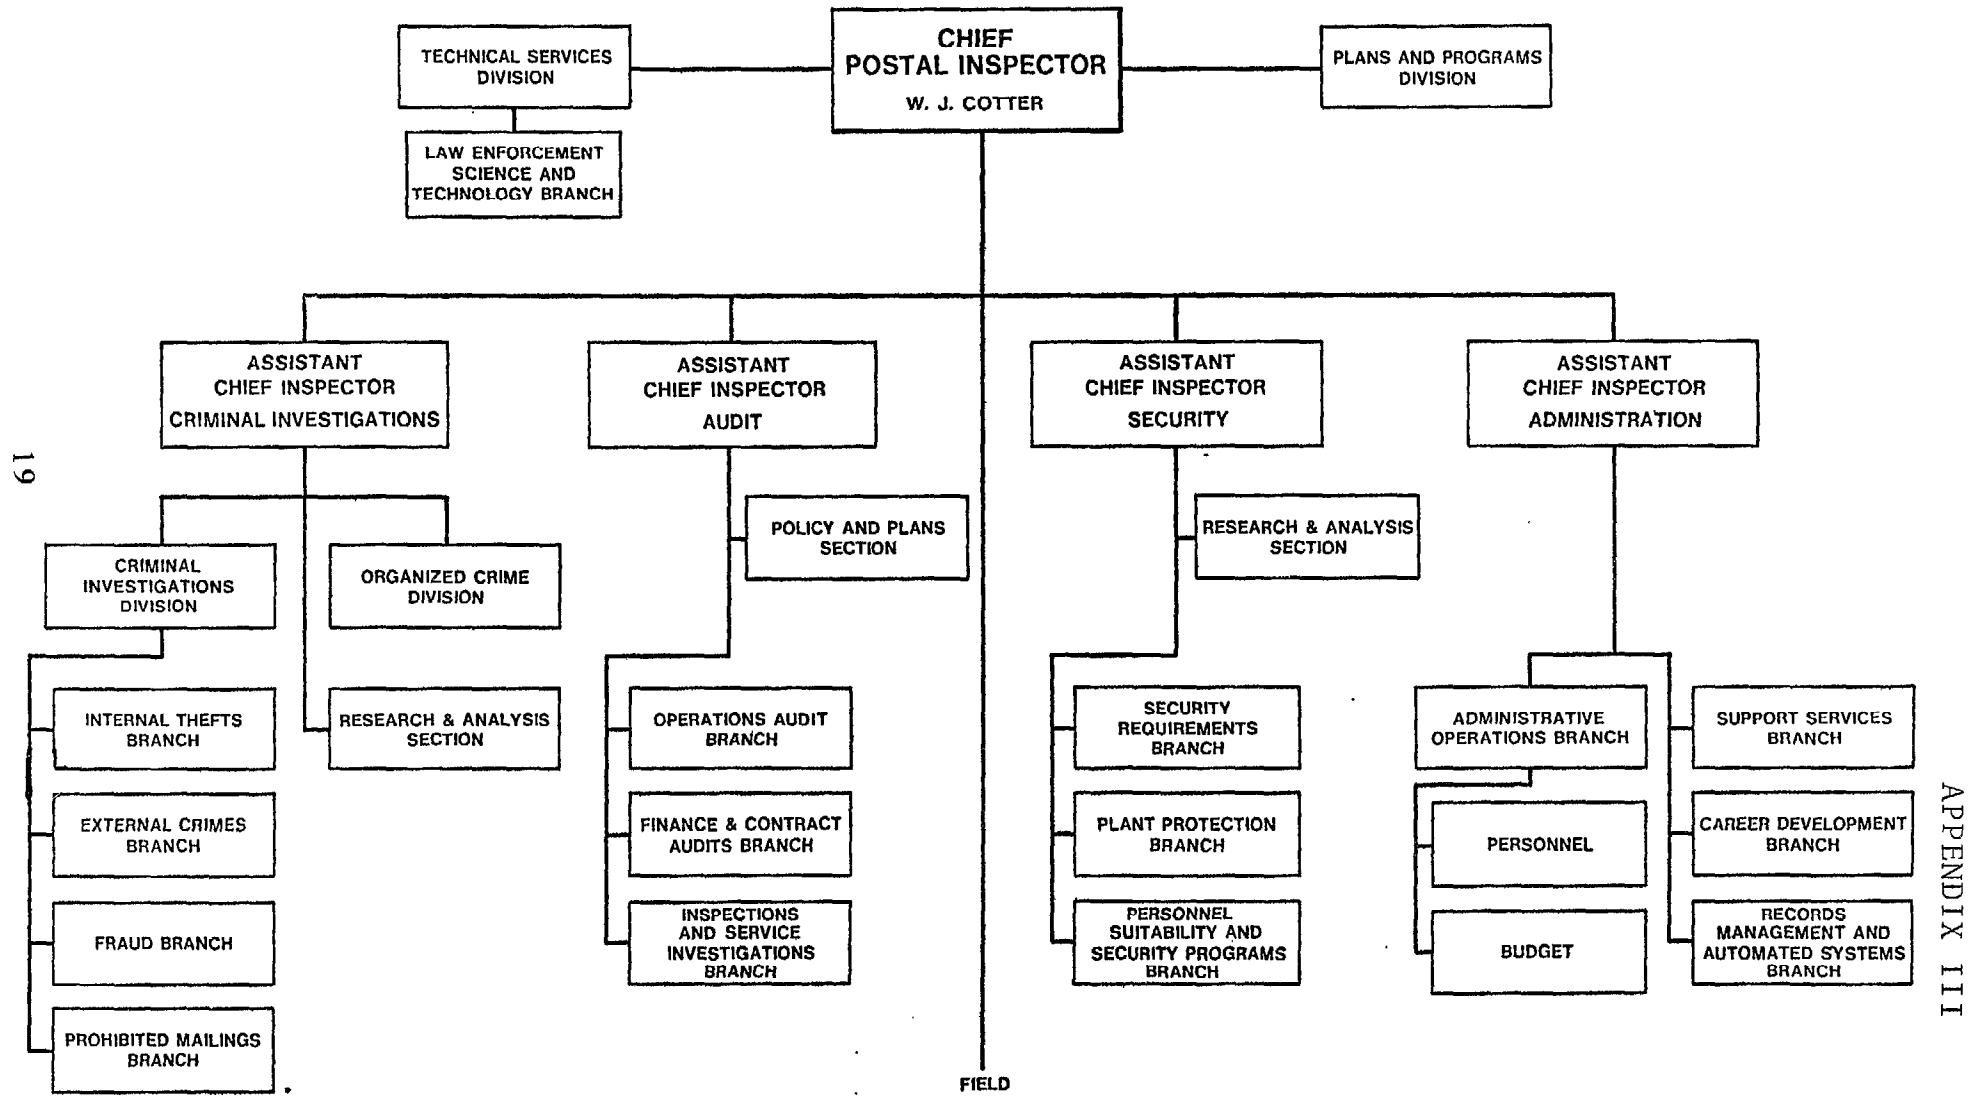 CHIEF
POSTAL INSPECTOR
W. J. COTTER
TECHNICAL SERVICES
DIVISION
PLANS AND PROGRAMS
DIVISION
LAW ENFORCEMENT
SCIENCE AND
TECHNOLOGY BRANCH
ASSISTANT
CHIEF INSPECTOR
CRIMINAL INVESTIGATIONS
ASSISTANT
CHIEF INSPECTOR
AUDIT
ASSISTANT
CHIEF INSPECTOR
SECURITY
ASSISTANT
CHIEF INSPECTOR
ADMINISTRATION
CRIMINAL
INVESTIGATIONS
DIVISION
ORGANIZED CRIME
DIVISION
INTERNAL THEFTS
BRANCH
RESEARCH & ANALYSIS
SECTION
EXTERNAL CRIMES
BRANCH
FRAUD BRANCH
PROHIBITED MAILINGS
BRANCH
POLICY AND PLANS
SECTION
OPERATIONS AUDIT
BRANCH
FINANCE & CONTRACT
AUDITS BRANCH
INSPECTIONS
AND SERVICE
INVESTIGATIONS
BRANCH
RESEARCH & ANALYSIS
SECTION
SECURITY
REQUIREMENTS
BRANCH
PLANT PROTECTION
BRANCH
PERSONNEL
SUITABILITY AND
SECURITY PROGRAMS
BRANCH
ADMINISTRATIVE
OPERATIONS BRANCH
PERSONNEL
BUDGET
SUPPORT SERVICES
BRANCH
CAREER DEVELOPMENT
BRANCH
RECORDS
MANAGEMENT AND
AUTOMATED SYSTEMS
BRANCH
FIELD
19
APPENDIX III